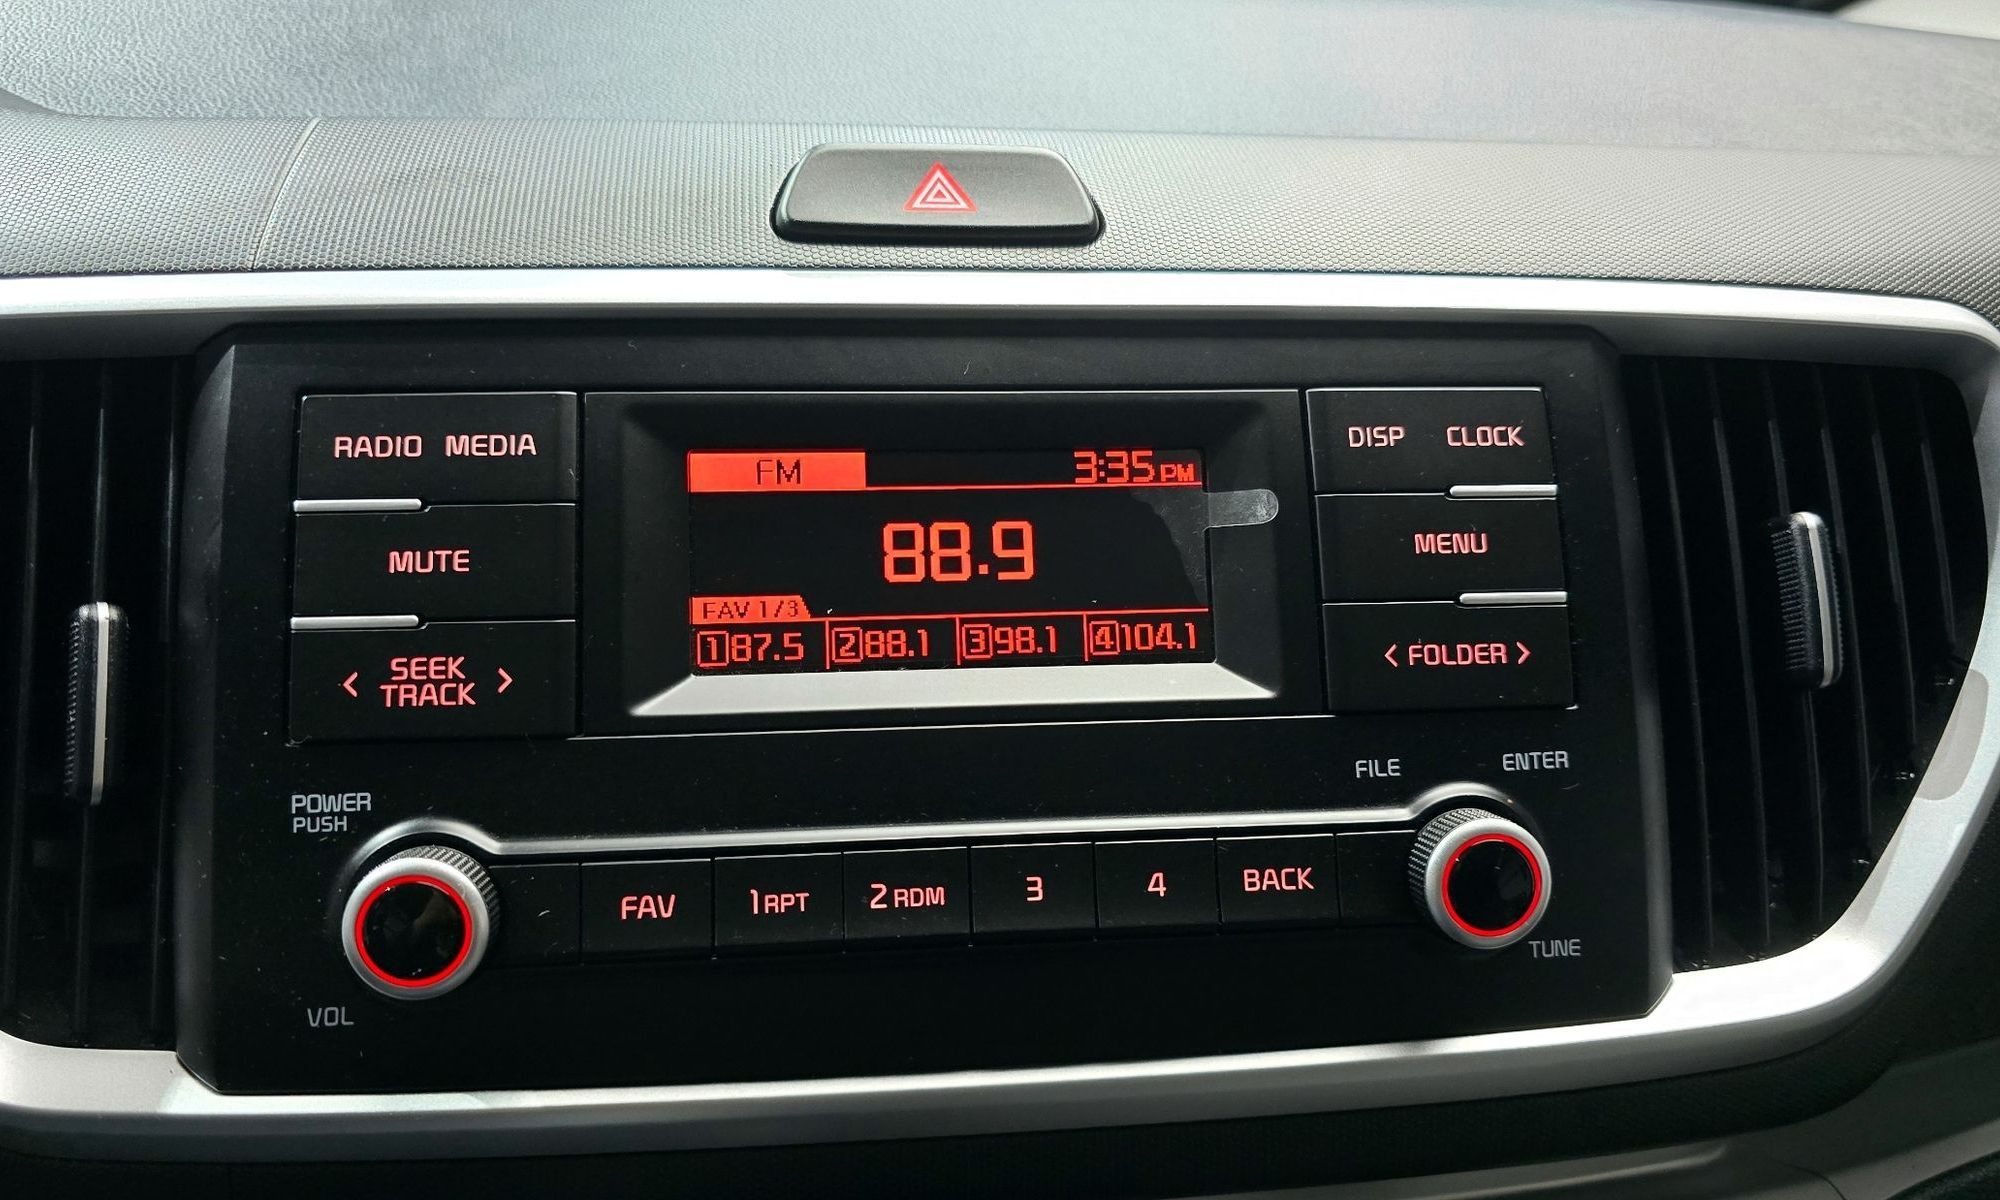 RADIO MEDIA
MUTE
< SEEK TRACK >
FM 3:35 PM
88.9
FAV 1/3
1 87.5 2 88.1 3 98.1 4 104.1
DISP CLOCK
MENU
< FOLDER >
POWER
PUSH
VOL
FAV 1 RPT 2 RDM 3 4 BACK
FILE
ENTER
TUNE